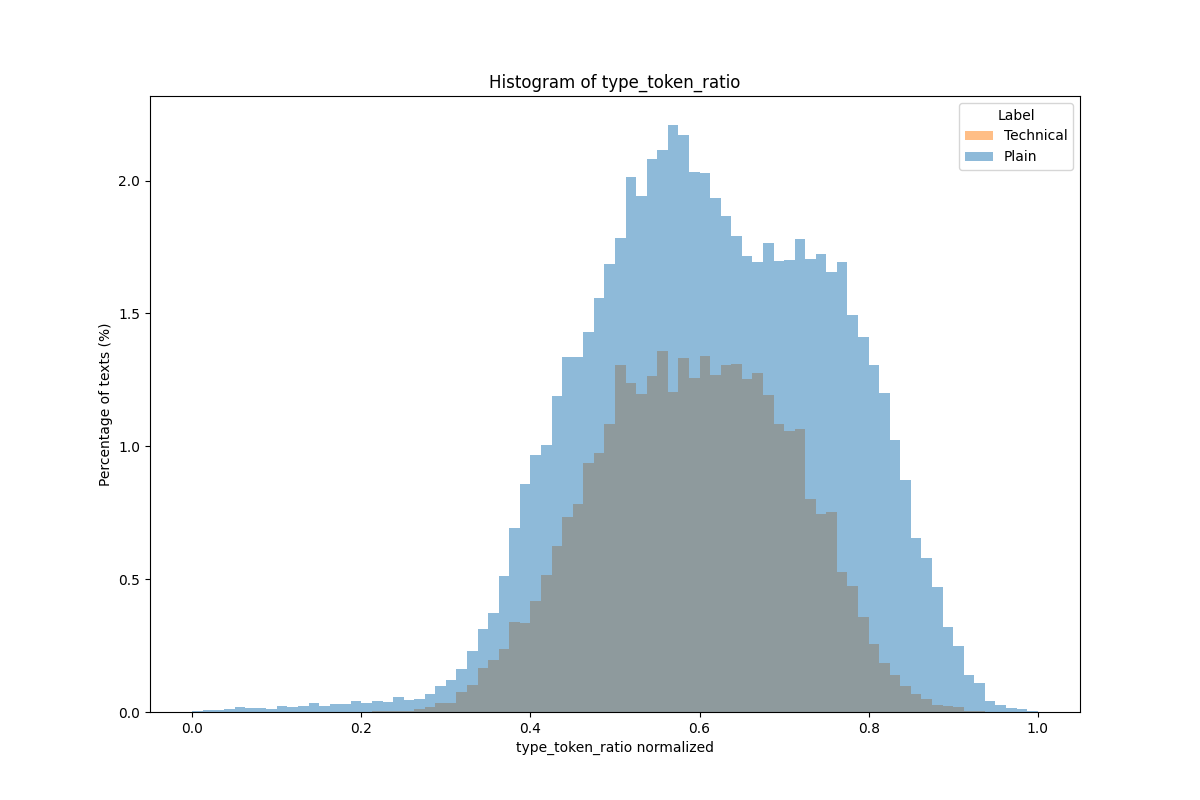 Histogram of type_token_ratio
Label
Technical
Plain
Percentage of texts (%)
2.0
1.5
1.0
0.5
0.0
0.0 0.2 0.4 0.6 0.8 1.0
type_token_ratio normalized